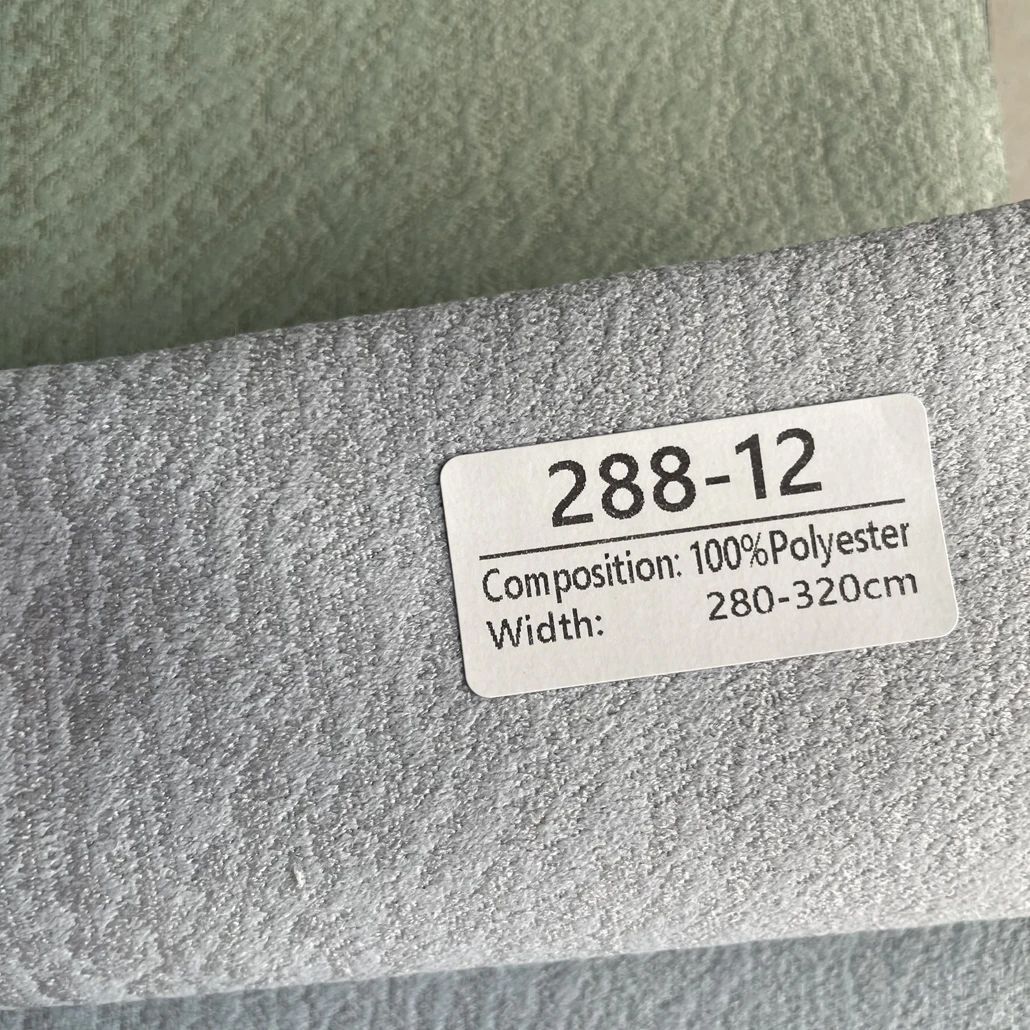 288-12
Composition: 100%Polyester
Width: 280-320cm